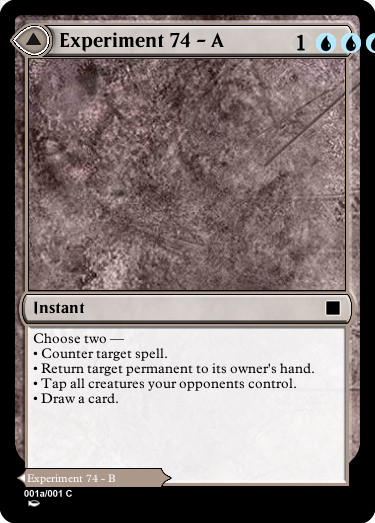 Experiment 74 – A 1
Instant
Choose two —
• Counter target spell.
• Return target permanent to its owner's hand.
• Tap all creatures your opponents control.
• Draw a card.
Experiment 74 - B
001a/001 C